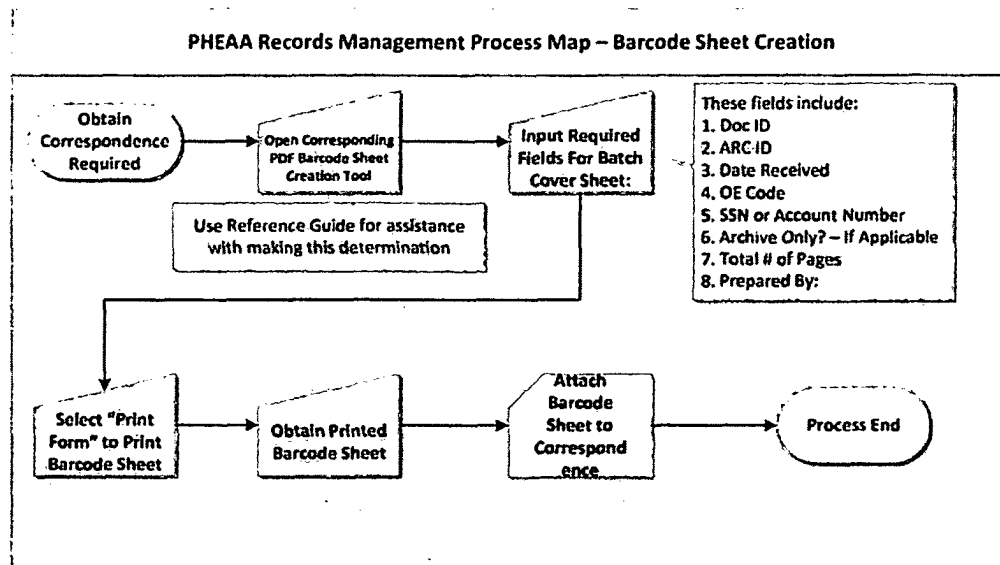 PHEAA Records Management Process Map – Barcode Sheet Creation
Obtain
Correspondence
Required
Open Corresponding
PDF Barcode Sheet
Creation Tool
Input Required
Fields For Batch
Cover Sheet:
These fields include:
1. Doc ID
2. ARC ID
3. Date Received
4. OE Code
5. SSN or Account Number
6. Archive Only? – If Applicable
7. Total # of Pages
8. Prepared By:
Use Reference Guide for assistance
with making this determination
Select "Print
Form" to Print
Barcode Sheet
Obtain Printed
Barcode Sheet
Attach
Barcode
Sheet to
Correspond
ence
Process End